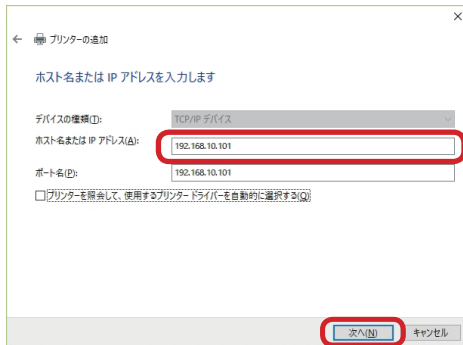 プリンターの追加
ホスト名または IP アドレスを入力します
デバイスの種類(T):
TCP/IP デバイス
ホスト名または IP アドレス(A):
192.168.10.101
ポート名(P):
192.168.10.101
プリンターを照会して、使用するプリンター ドライバーを自動的に選択する(Q)
次へ(N)
キャンセル